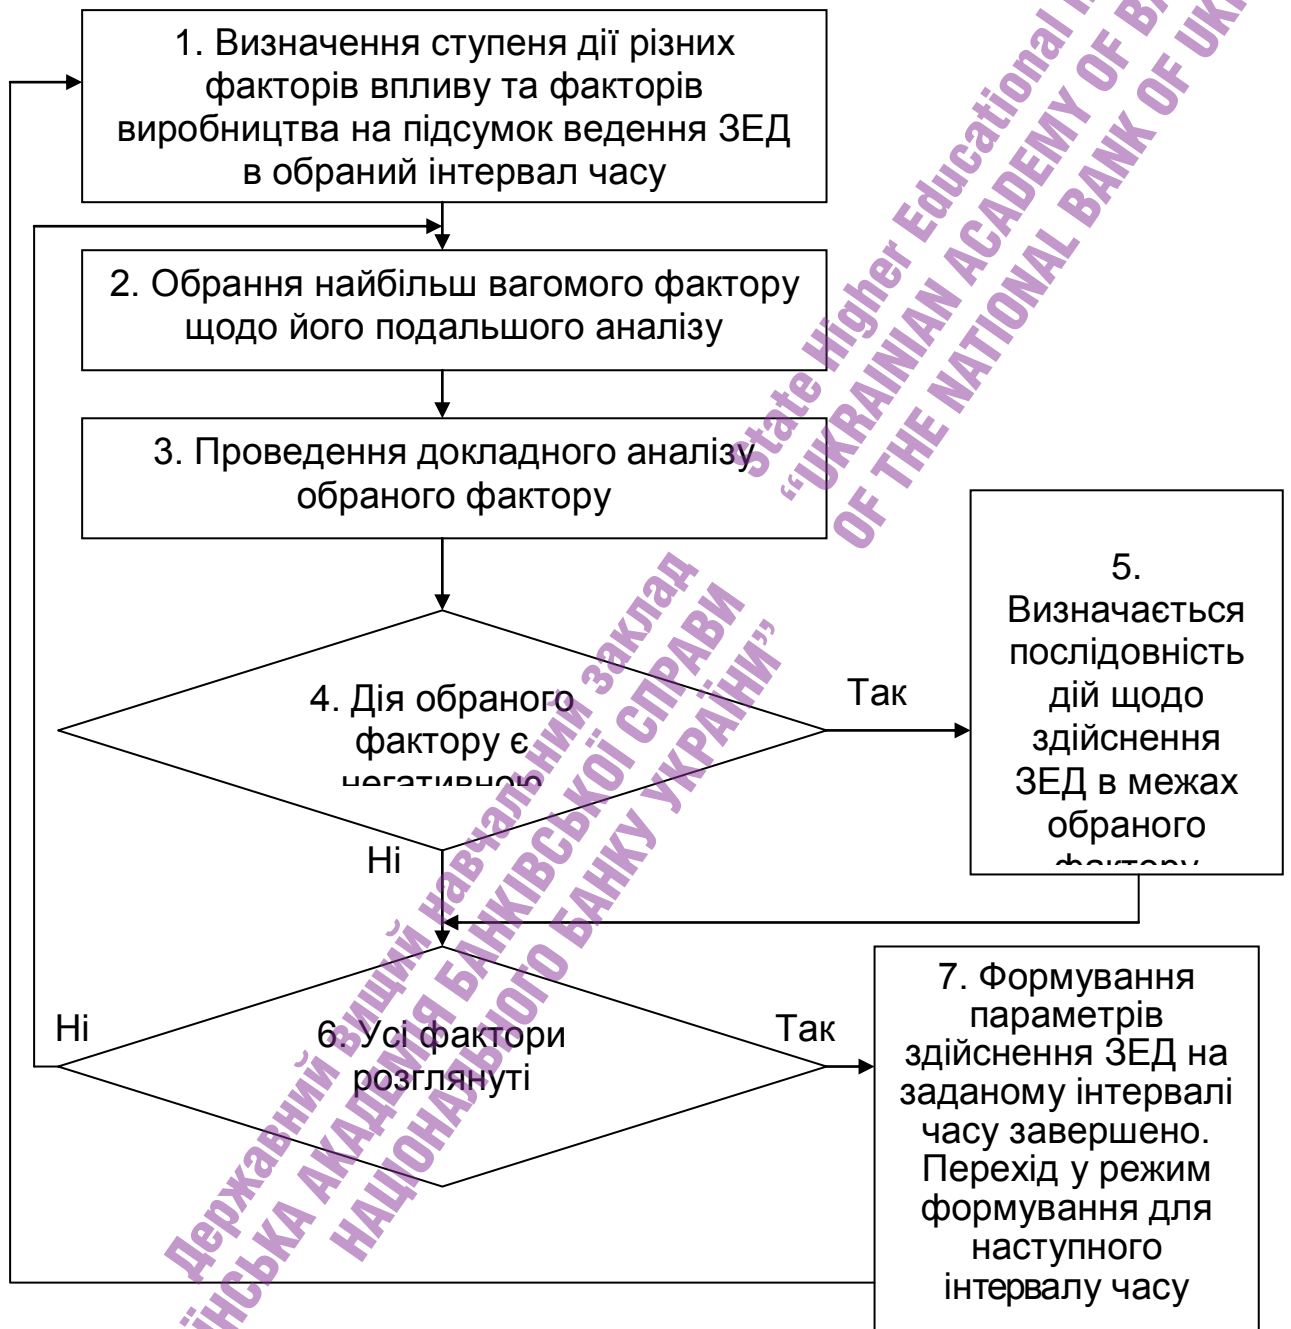 1. Визначення ступеня дії різних
факторів впливу та факторів
виробництва на підсумок ведення ЗЕД
в обраний інтервал часу
2. Обрання найбільш вагомого фактору
щодо його подальшого аналізу
3. Проведення докладного аналізу
обраного фактору
4. Дія обраного
фактору є
негативною
Так
Ні
5.
Визначається
послідовність
дій щодо
здійснення
ЗЕД в межах
обраного
фактору
6. Усі фактори
розглянуті
Ні
Так
7. Формування
параметрів
здійснення ЗЕД на
заданому інтервалі
часу завершено.
Перехід у режим
формування для
наступного
інтервалу часу
State Higher Educational
“UKRAINIAN ACADEMY OF
OF THE NATIONAL BANK OF
Державний вищий навчальний заклад
АКАДЕМІЯ БАНКІВСЬКОЇ СПРАВИ
НАЦІОНАЛЬНОГО БАНКУ УКРАЇНИ”